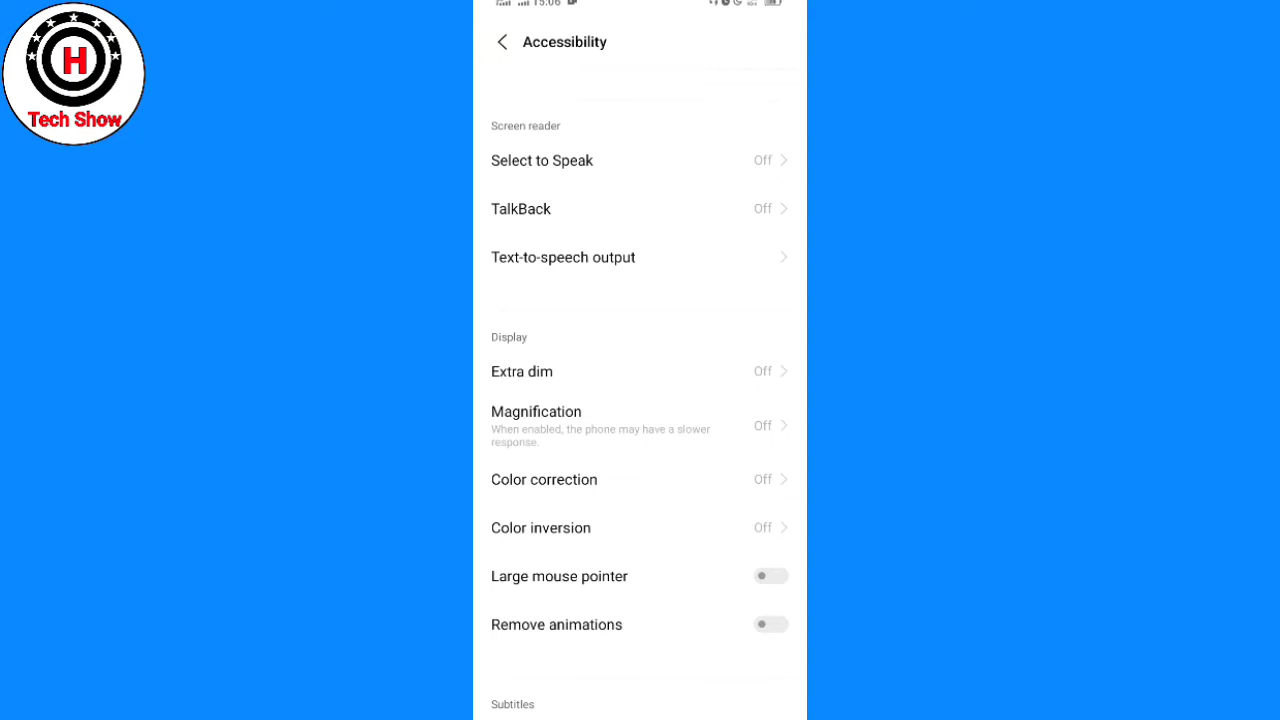 15:06
H
Tech Show
Accessibility
Screen reader
Select to Speak Off
TalkBack Off
Text-to-speech output
Display
Extra dim Off
Magnification
When enabled, the phone may have a slower
response.
Off
Color correction Off
Color inversion Off
Large mouse pointer
Remove animations
Subtitles